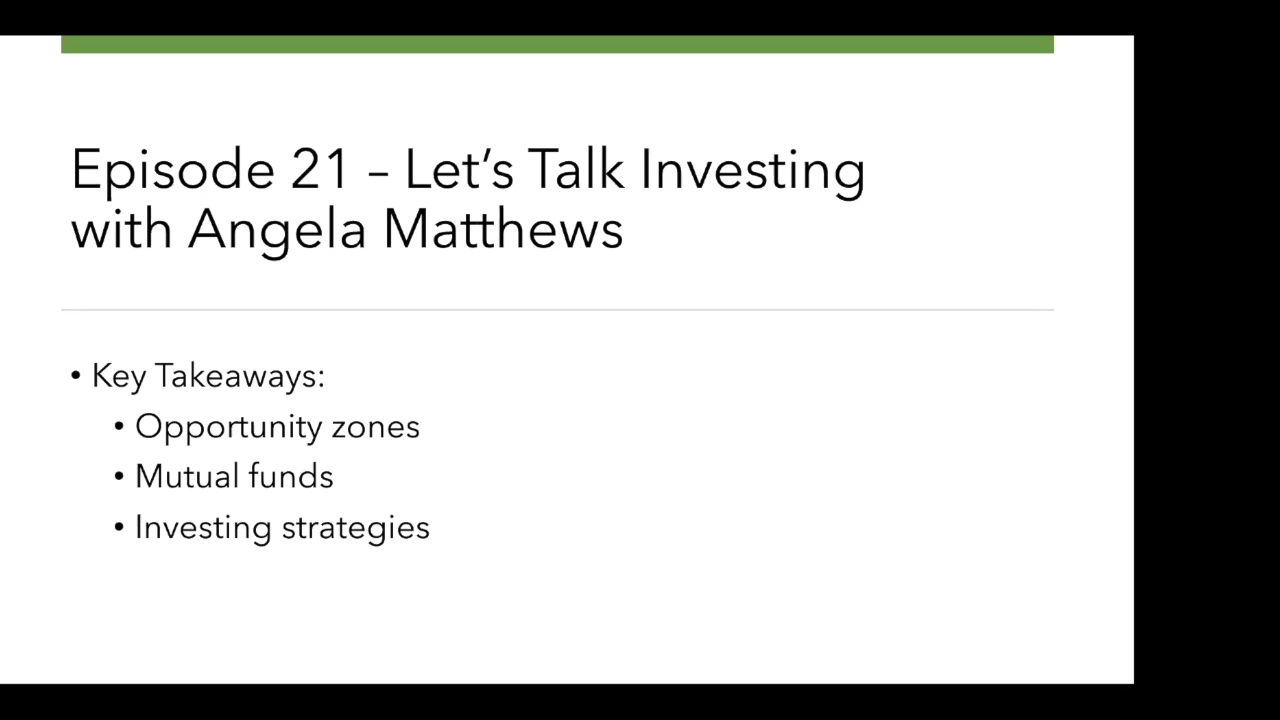 Episode 21 – Let’s Talk Investing
with Angela Matthews
• Key Takeaways:
• Opportunity zones
• Mutual funds
• Investing strategies